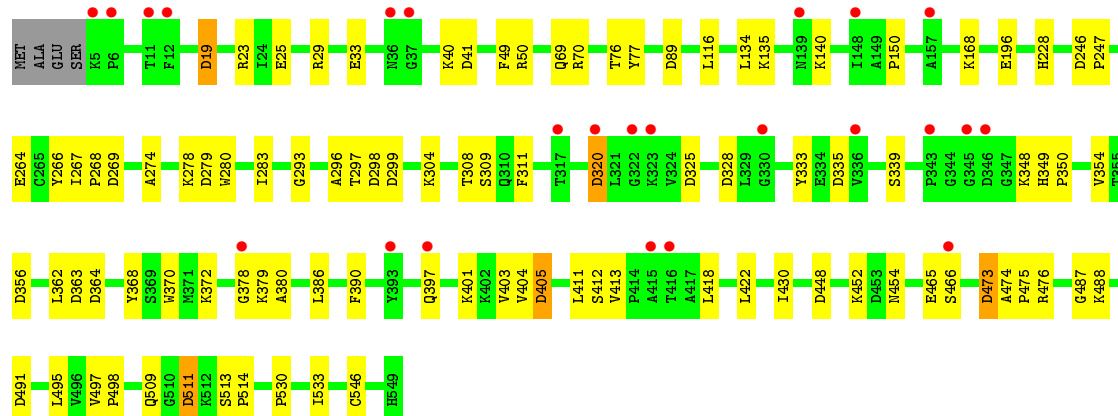 MET ALA GLU SER K5 P6 T11 F12 D19 R23 I24 E25 R29 E33 N36 G37 K40 D41 F49 R50 Q69 R70 T76 Y77 D89 L116 L134 K135 N139 K140 I148 A149 P150 A157 K168 E196 H228 D246 P247
E264 C265 Y266 I267 P268 D269 A274 K278 D279 W280 I283 G293 A296 T297 D298 D299 K304 T308 S309 Q310 F311 T317 D320 L321 G322 K323 V324 D325 D328 L329 G330 Y333 E334 D335 V336 S339 P343 G344 G345 D346 G347 K348 H349 P350 V354 T355
D356 L362 D363 D364 Y368 S369 W370 M371 K372 G378 K379 A380 L386 F390 Y393 Q397 K401 K402 V403 V404 D405 L411 S412 V413 P414 A415 T416 A417 L418 L422 I430 D448 K452 D453 N454 E465 S466 D473 A474 P475 R476 G487 K488
D491 L495 V496 V497 P498 Q509 G510 D511 K512 S513 P514 P530 I533 C546 H549